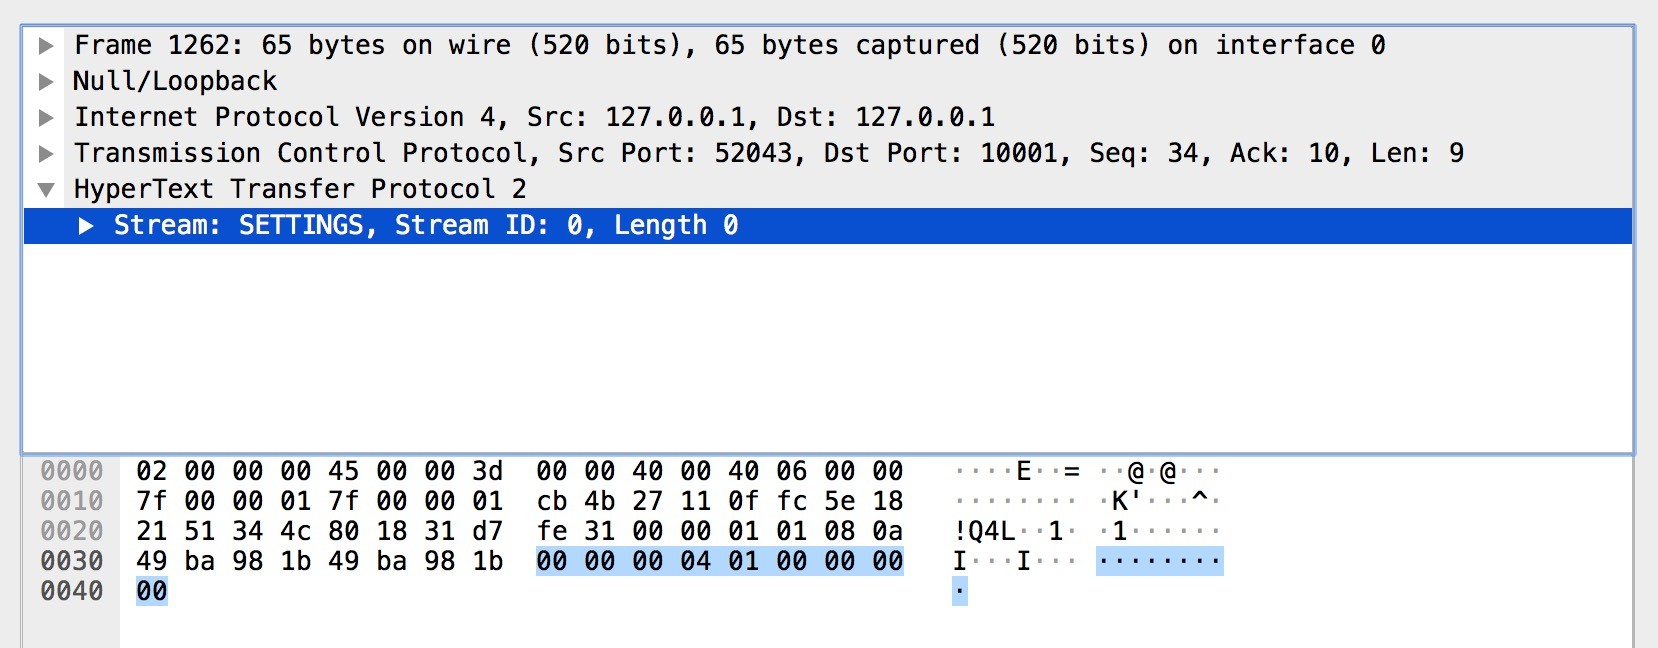 Frame 1262: 65 bytes on wire (520 bits), 65 bytes captured (520 bits) on interface 0
Null/Loopback
Internet Protocol Version 4, Src: 127.0.0.1, Dst: 127.0.0.1
Transmission Control Protocol, Src Port: 52043, Dst Port: 10001, Seq: 34, Ack: 10, Len: 9
HyperText Transfer Protocol 2
Stream: SETTINGS, Stream ID: 0, Length 0
0000 02 00 00 00 45 00 00 3d 00 00 40 00 40 06 00 00 ····E··= ··@·@···
0010 7f 00 00 01 7f 00 00 01 cb 4b 27 11 0f fc 5e 18 ········ ·K'···^·
0020 21 51 34 4c 80 18 31 d7 fe 31 00 00 01 01 08 0a !Q4L··1· ·1······
0030 49 ba 98 1b 49 ba 98 1b 00 00 00 04 01 00 00 00 I···I··· ········
0040 00 ·